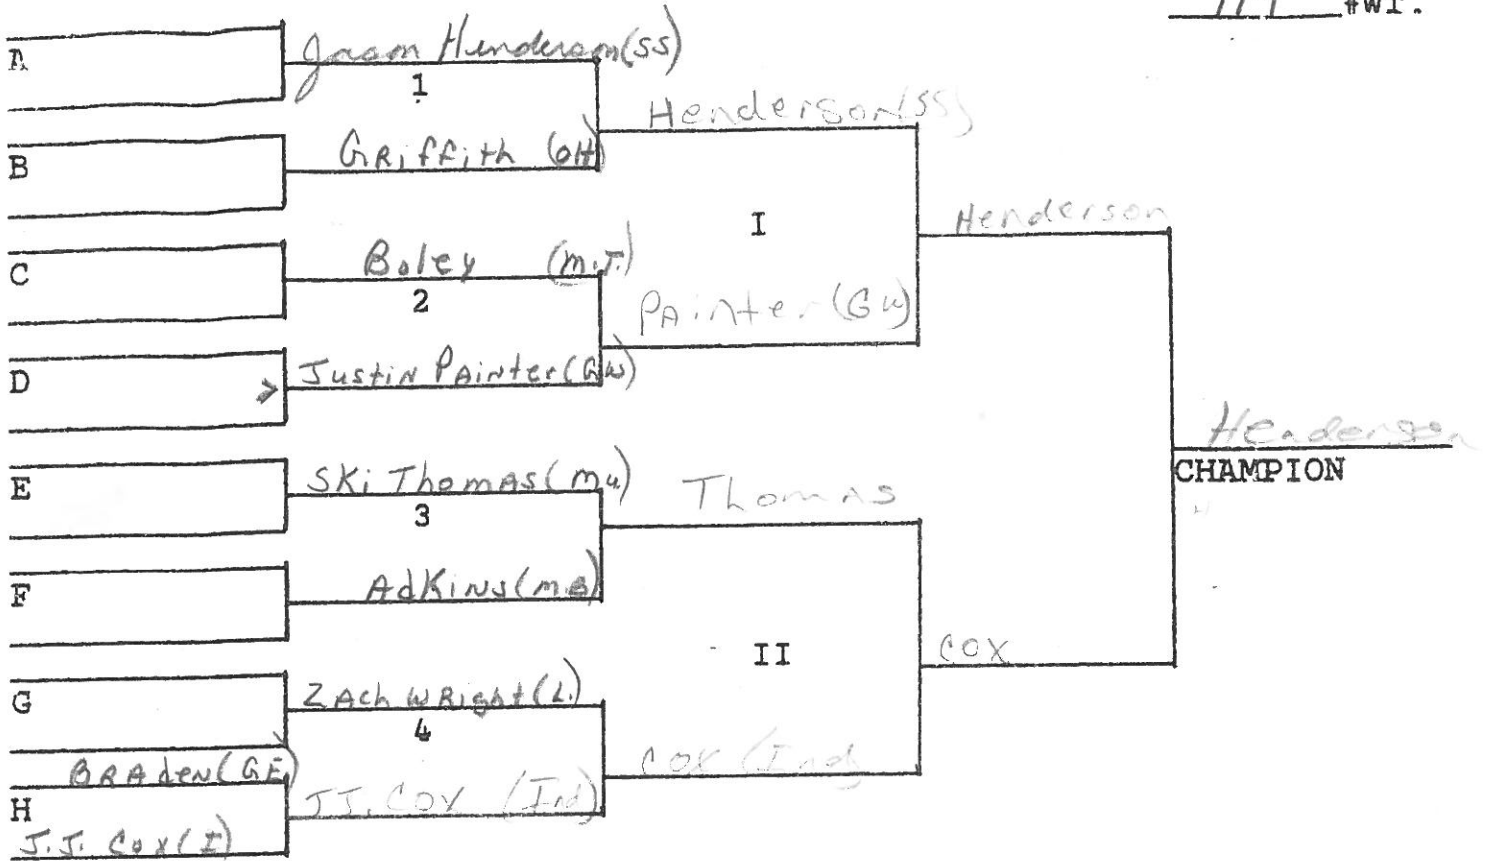 #WT.
A
Jason Henderson(SS)
1
Henderson(SS)
B
Griffith (OH)
I
Henderson
C
Boley (M.T.)
2
Painter(GW)
D
> Justin Painter(GW)
Henderson
CHAMPION
E
Ski Thomas(Mu)
3
Thomas
F
Adkins(MB)
II
Cox
G
Zach Wright(L.)
4
Braden(GE)
Cox (Ind)
H
J.J. Cox (Ind)
J.J. Cox(I)